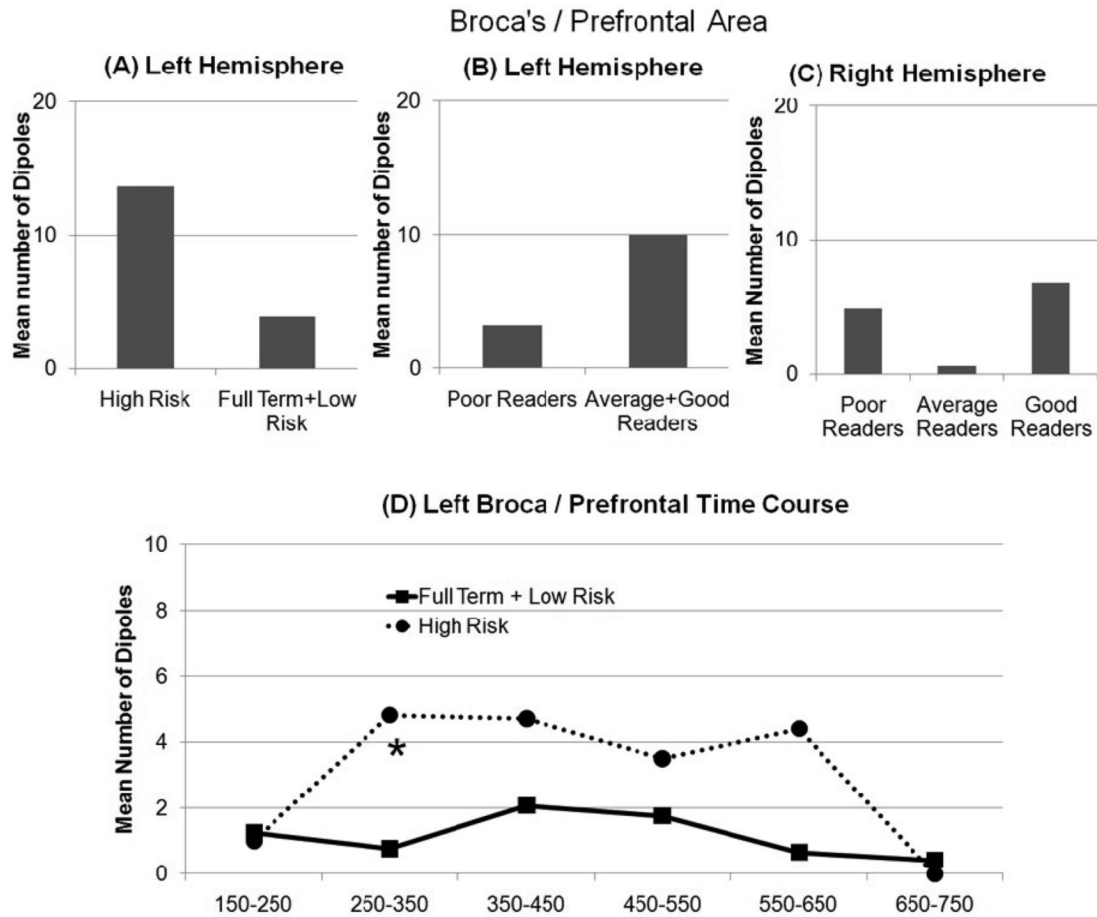 Broca's / Prefrontal Area
(A) Left Hemisphere
Mean number of Dipoles
20
10
0
High Risk
Full Term+Low
Risk
(B) Left Hemisphere
Mean number of Dipoles
20
10
0
Poor Readers
Average+Good
Readers
(C) Right Hemisphere
Mean Number of Dipoles
20
10
0
Poor
Readers
Average
Readers
Good
Readers
(D) Left Broca / Prefrontal Time Course
Mean Number of Dipoles
10
8
6
4
2
0
Full Term + Low Risk
High Risk
*
150-250
250-350
350-450
450-550
550-650
650-750